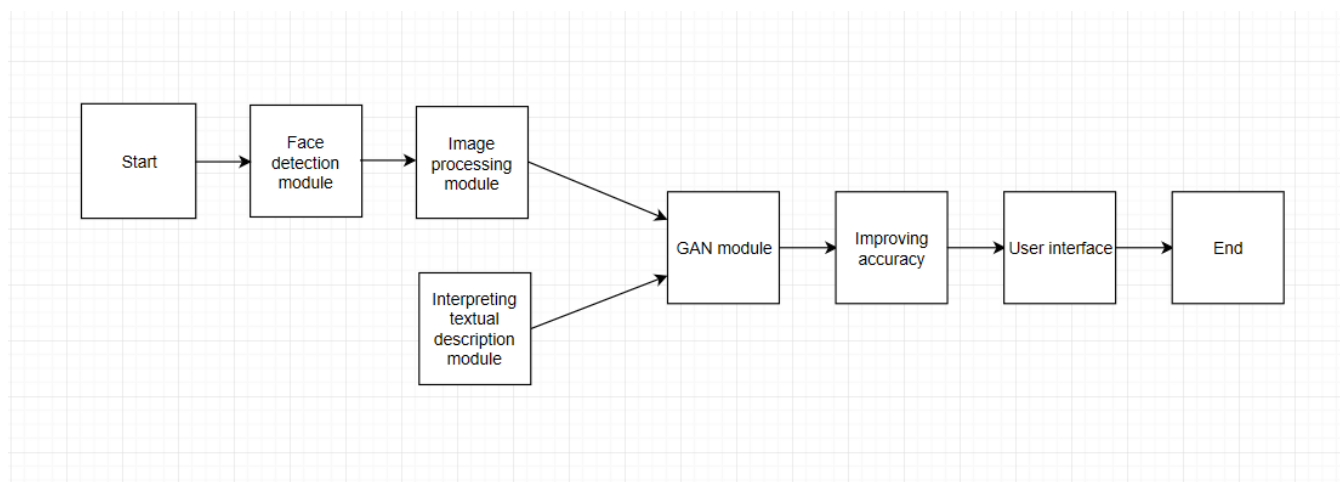 Start
Face
detection
module
Image
processing
module
Interpreting
textual
description
module
GAN module
Improving
accuracy
User interface
End